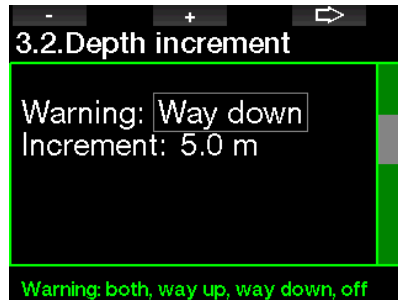 - +
3.2.Depth increment
Warning: Way down
Increment: 5.0 m
Warning: both, way up, way down, off